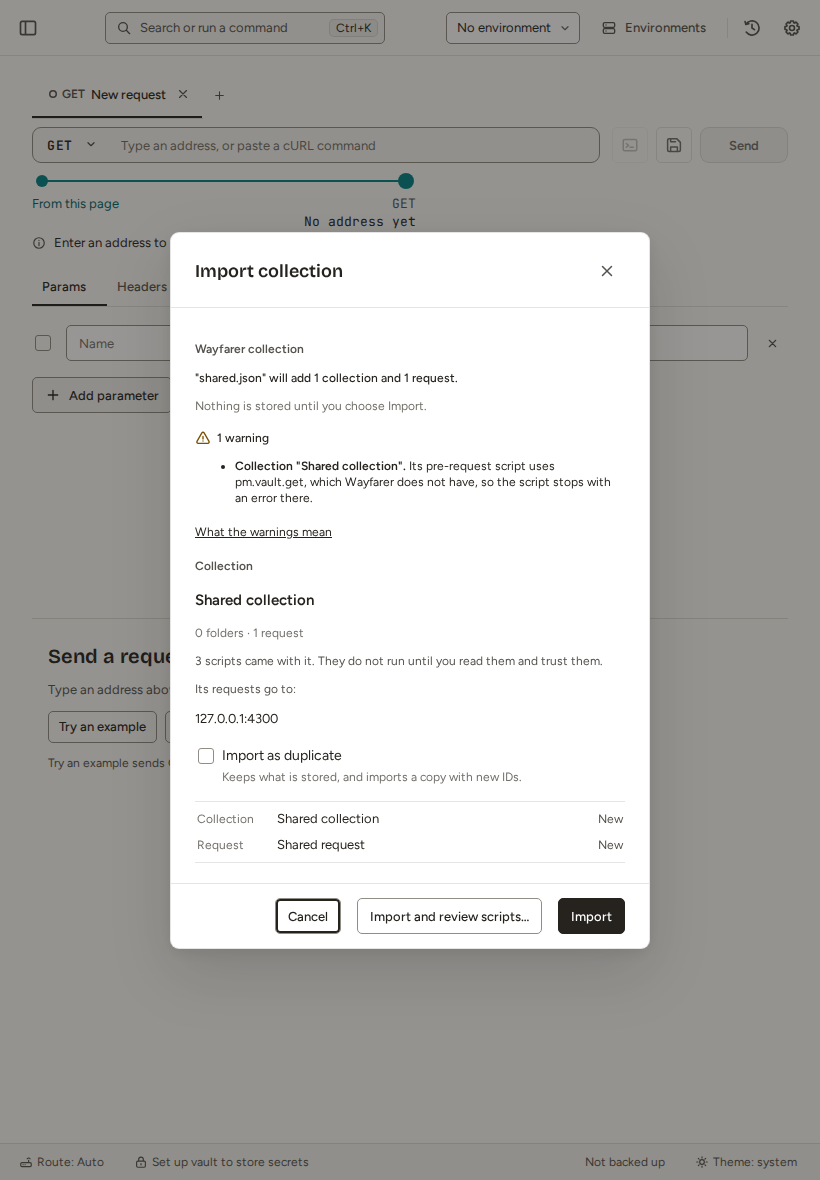 Search or run a command Ctrl+K No environment Environments
GET New request
GET Type an address, or paste a cURL command Send
From this page GET
No address yet
Enter an address to
Import collection
Params Headers
Name
Add parameter
Wayfarer collection
"shared.json" will add 1 collection and 1 request.
Nothing is stored until you choose Import.
1 warning
• Collection "Shared collection". Its pre-request script uses
pm.vault.get, which Wayfarer does not have, so the script stops with
an error there.
What the warnings mean
Collection
Shared collection
0 folders · 1 request
3 scripts came with it. They do not run until you read them and trust them.
Its requests go to:
127.0.0.1:4300
Import as duplicate
Keeps what is stored, and imports a copy with new IDs.
Collection Shared collection New
Request Shared request New
Cancel Import and review scripts... Import
Send a reque
Type an address abo
Try an example
Try an example sends
Route: Auto Set up vault to store secrets Not backed up Theme: system